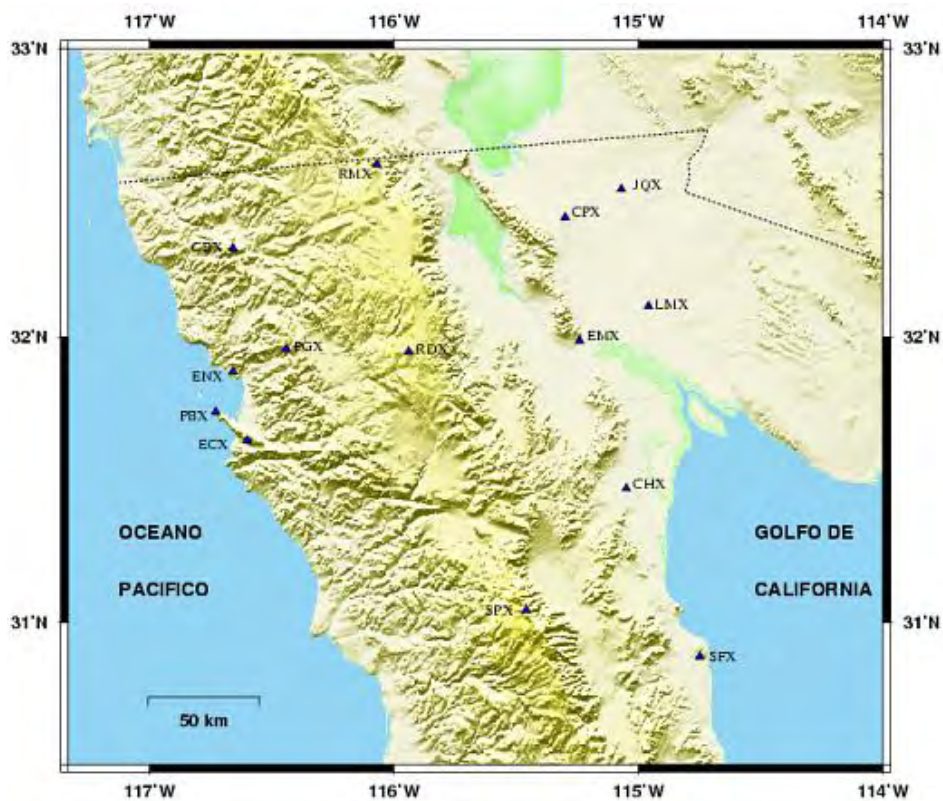 117˚W 116˚W 115˚W 114˚W
33˚N 33˚N
RMX
JQX
CPX
LMX
32˚N EMX 32˚N
PGX RDX
ENX
PBX
ECX
CHX
OCEANO GOLFO DE
PACIFICO CALIFORNIA
SPX
31˚N 31˚N
SFX
50 km
117˚W 116˚W 115˚W 114˚W